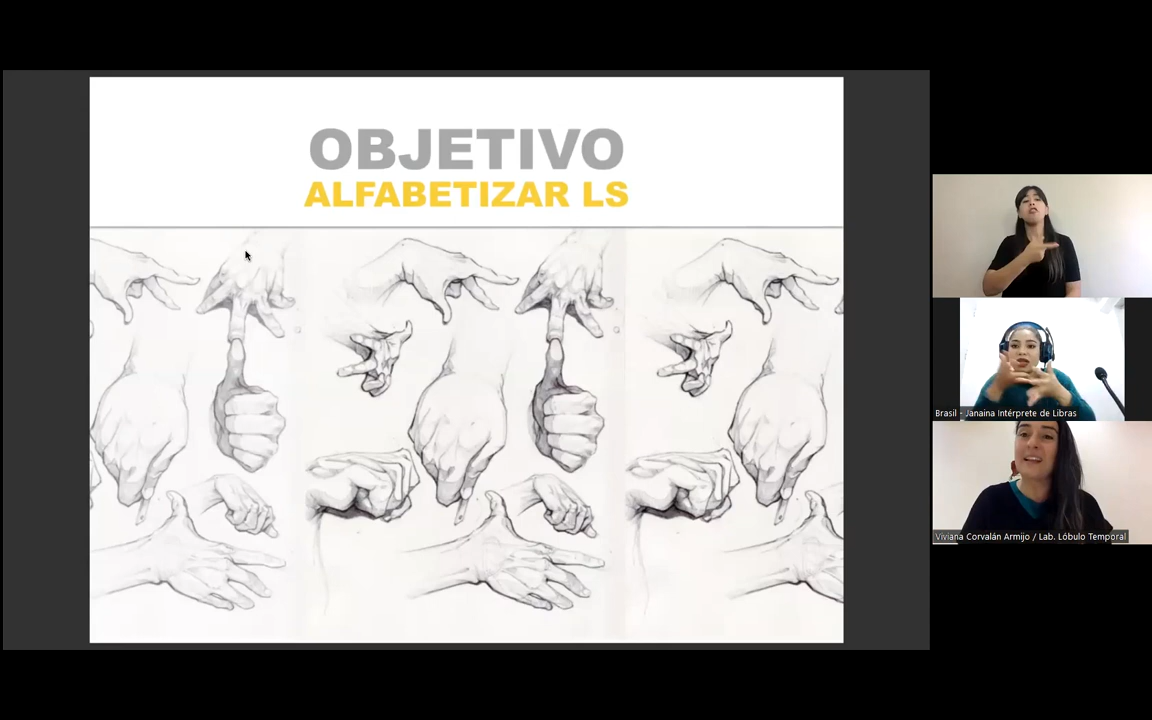 OBJETIVO
ALFABETIZAR LS
Brasil - Janaina Intérprete de Libras
Viviana Corvalán Armijo / Lab. Lóbulo Temporal